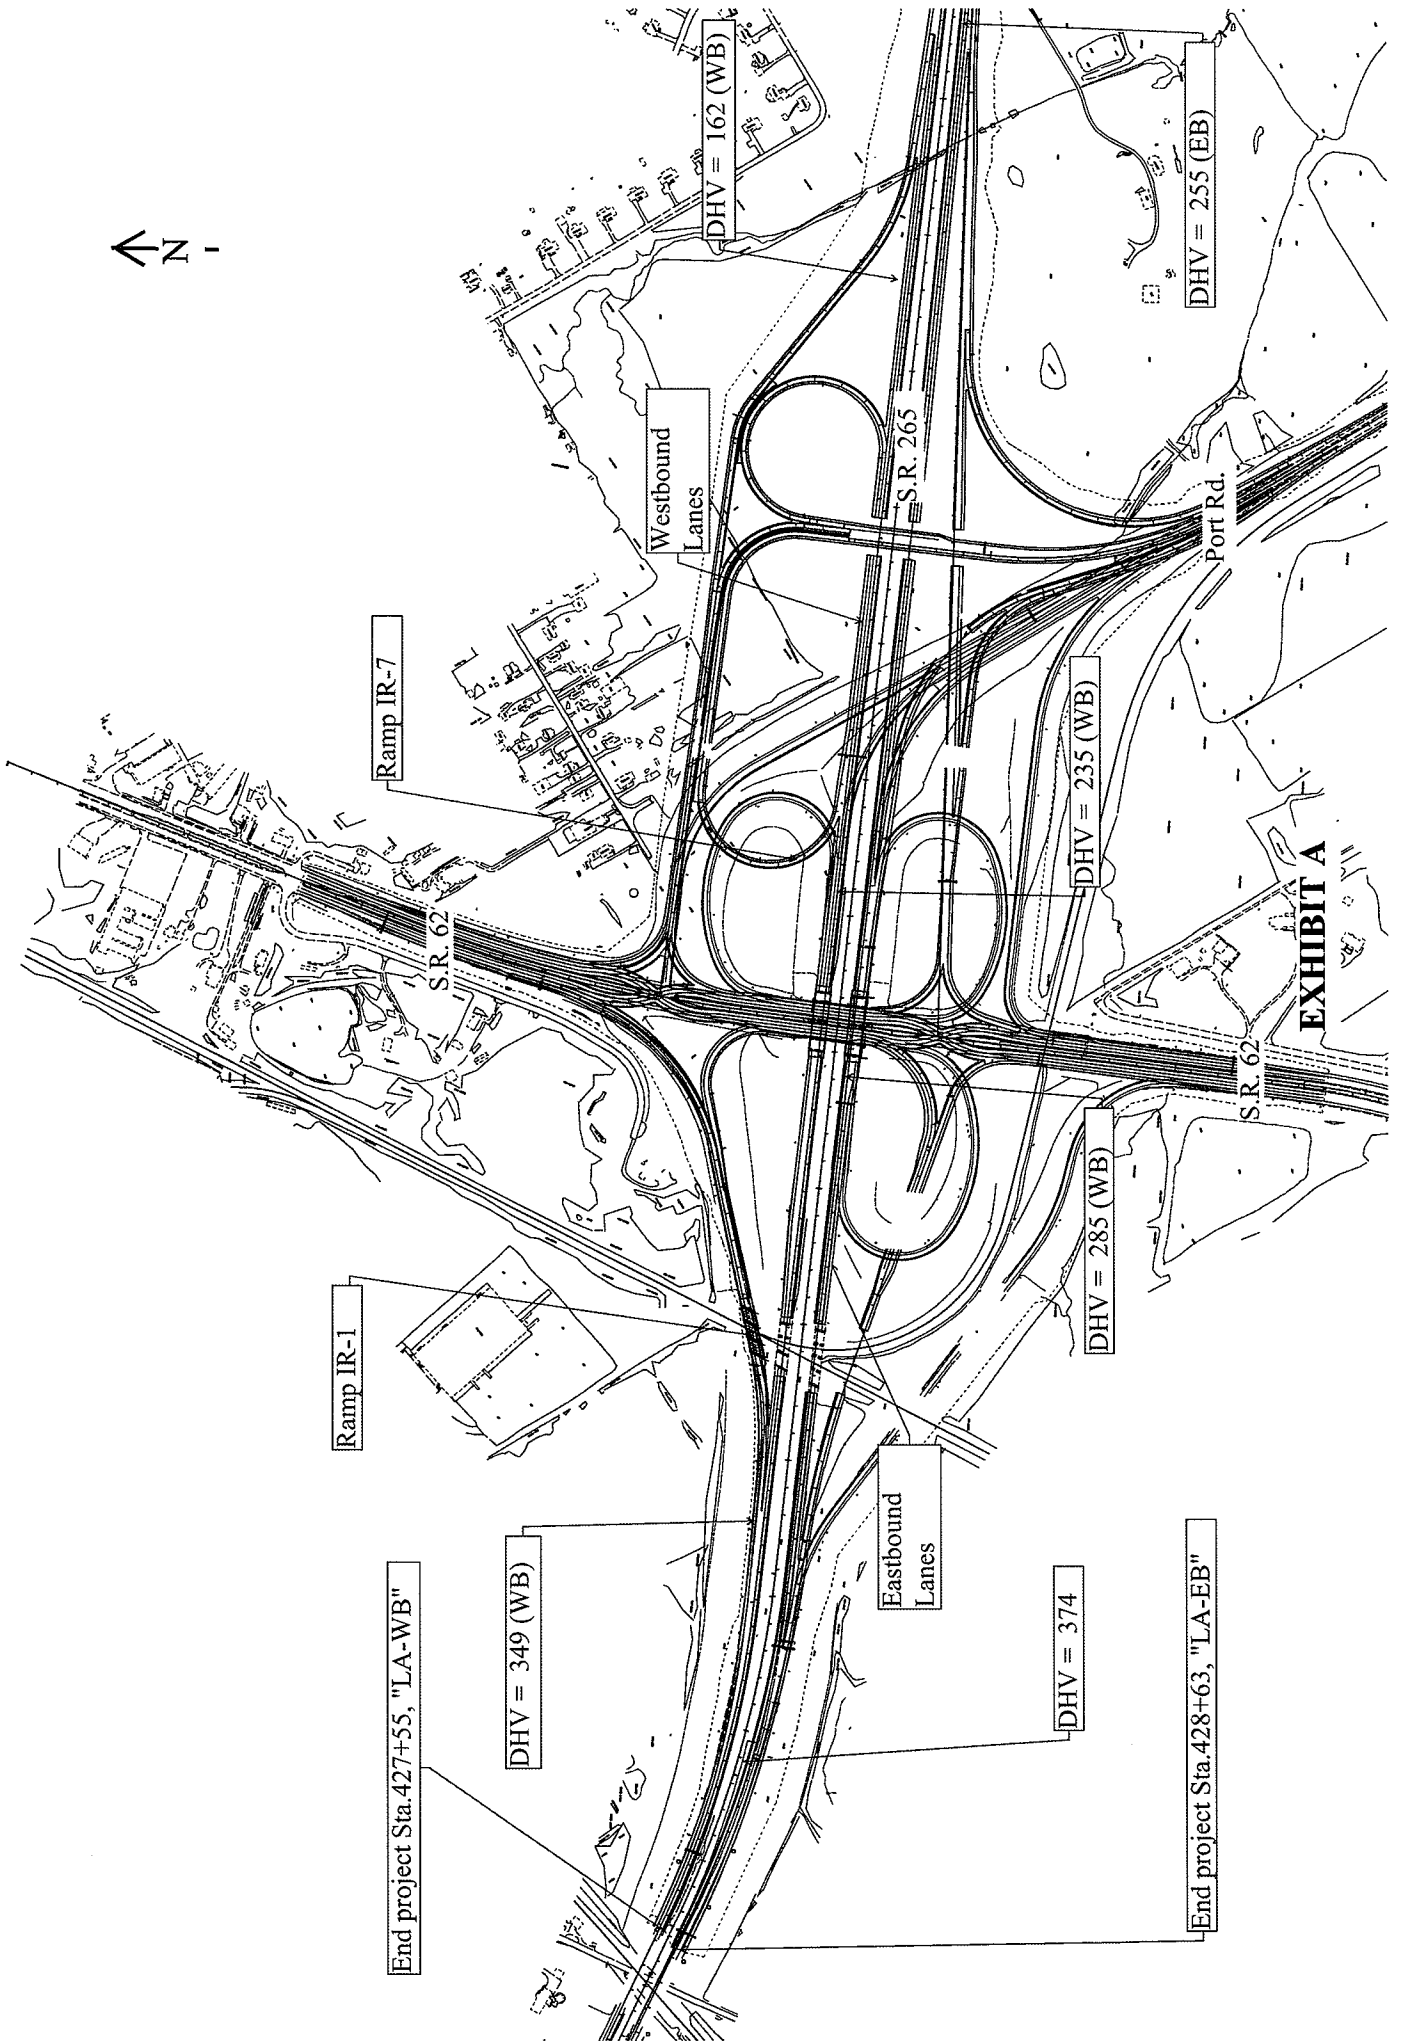 N
End project Sta.427+55, "LA-WB"
DHV = 349 (WB)
Ramp IR-1
Ramp IR-7
S.R. 62
Westbound
Lanes
DHV = 162 (WB)
S.R. 265
Eastbound
Lanes
DHV = 374
End project Sta.428+63, "LA-EB"
DHV = 285 (WB)
DHV = 235 (WB)
S.R. 62
Port Rd.
DHV = 255 (EB)
EXHIBIT A